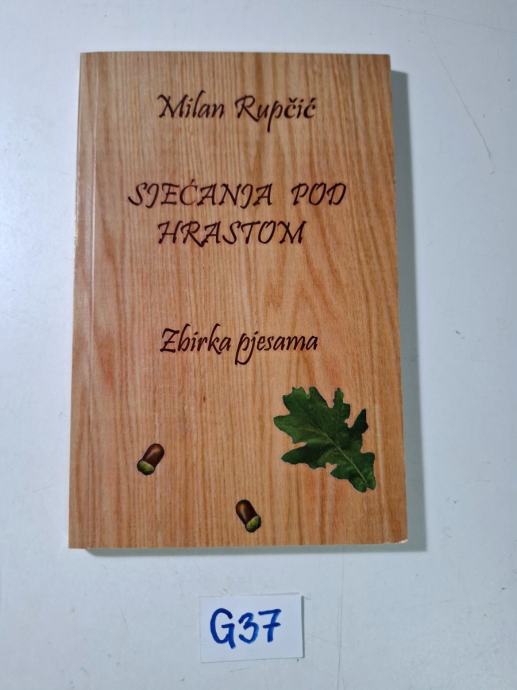 Milan Rupčić
SJEĆANJA POD
HRASTOM
Zbirka pjesama
G37